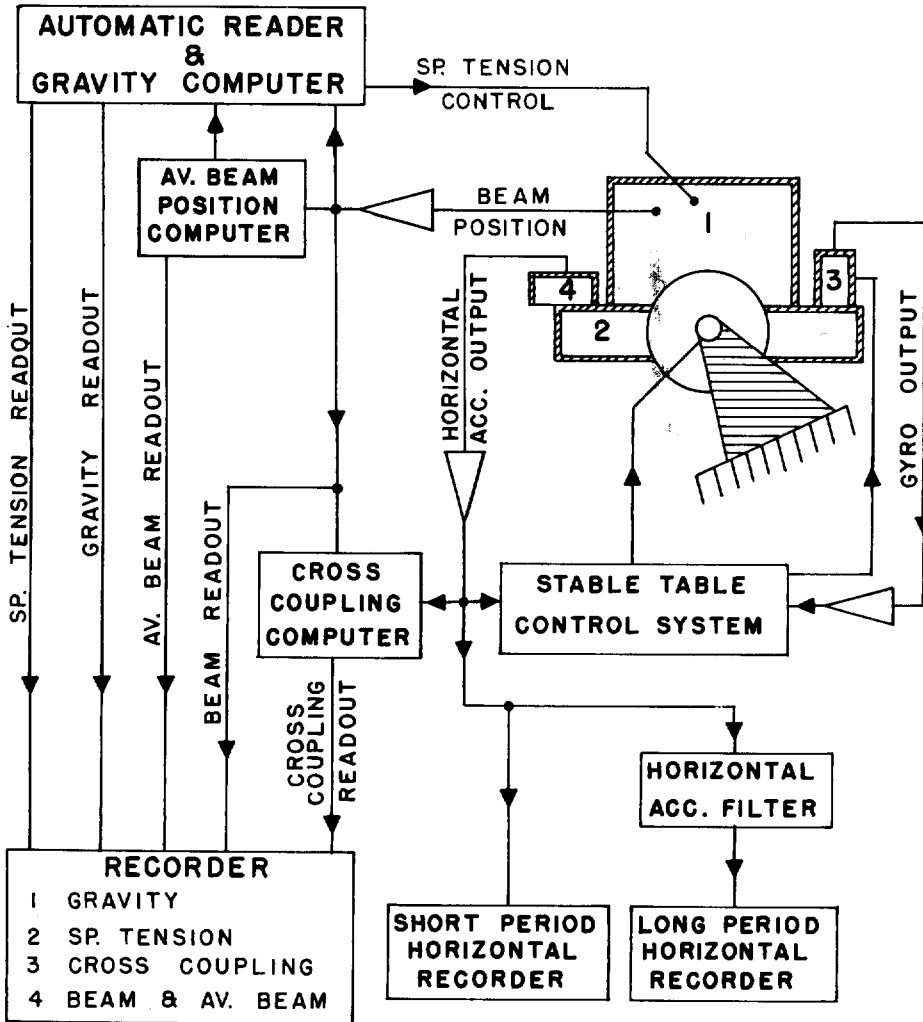 AUTOMATIC READER
&
GRAVITY COMPUTER
SP. TENSION
CONTROL
AV. BEAM
POSITION
COMPUTER
BEAM
POSITION
1
2
3
4
HORIZONTAL
ACC. OUTPUT
GYRO OUTPUT
SP. TENSION READOUT
GRAVITY READOUT
AV. BEAM READOUT
BEAM READOUT
CROSS
COUPLING
COMPUTER
STABLE TABLE
CONTROL SYSTEM
CROSS
COUPLING
READOUT
HORIZONTAL
ACC. FILTER
RECORDER
1 GRAVITY
2 SP. TENSION
3 CROSS COUPLING
4 BEAM & AV. BEAM
SHORT PERIOD
HORIZONTAL
RECORDER
LONG PERIOD
HORIZONTAL
RECORDER